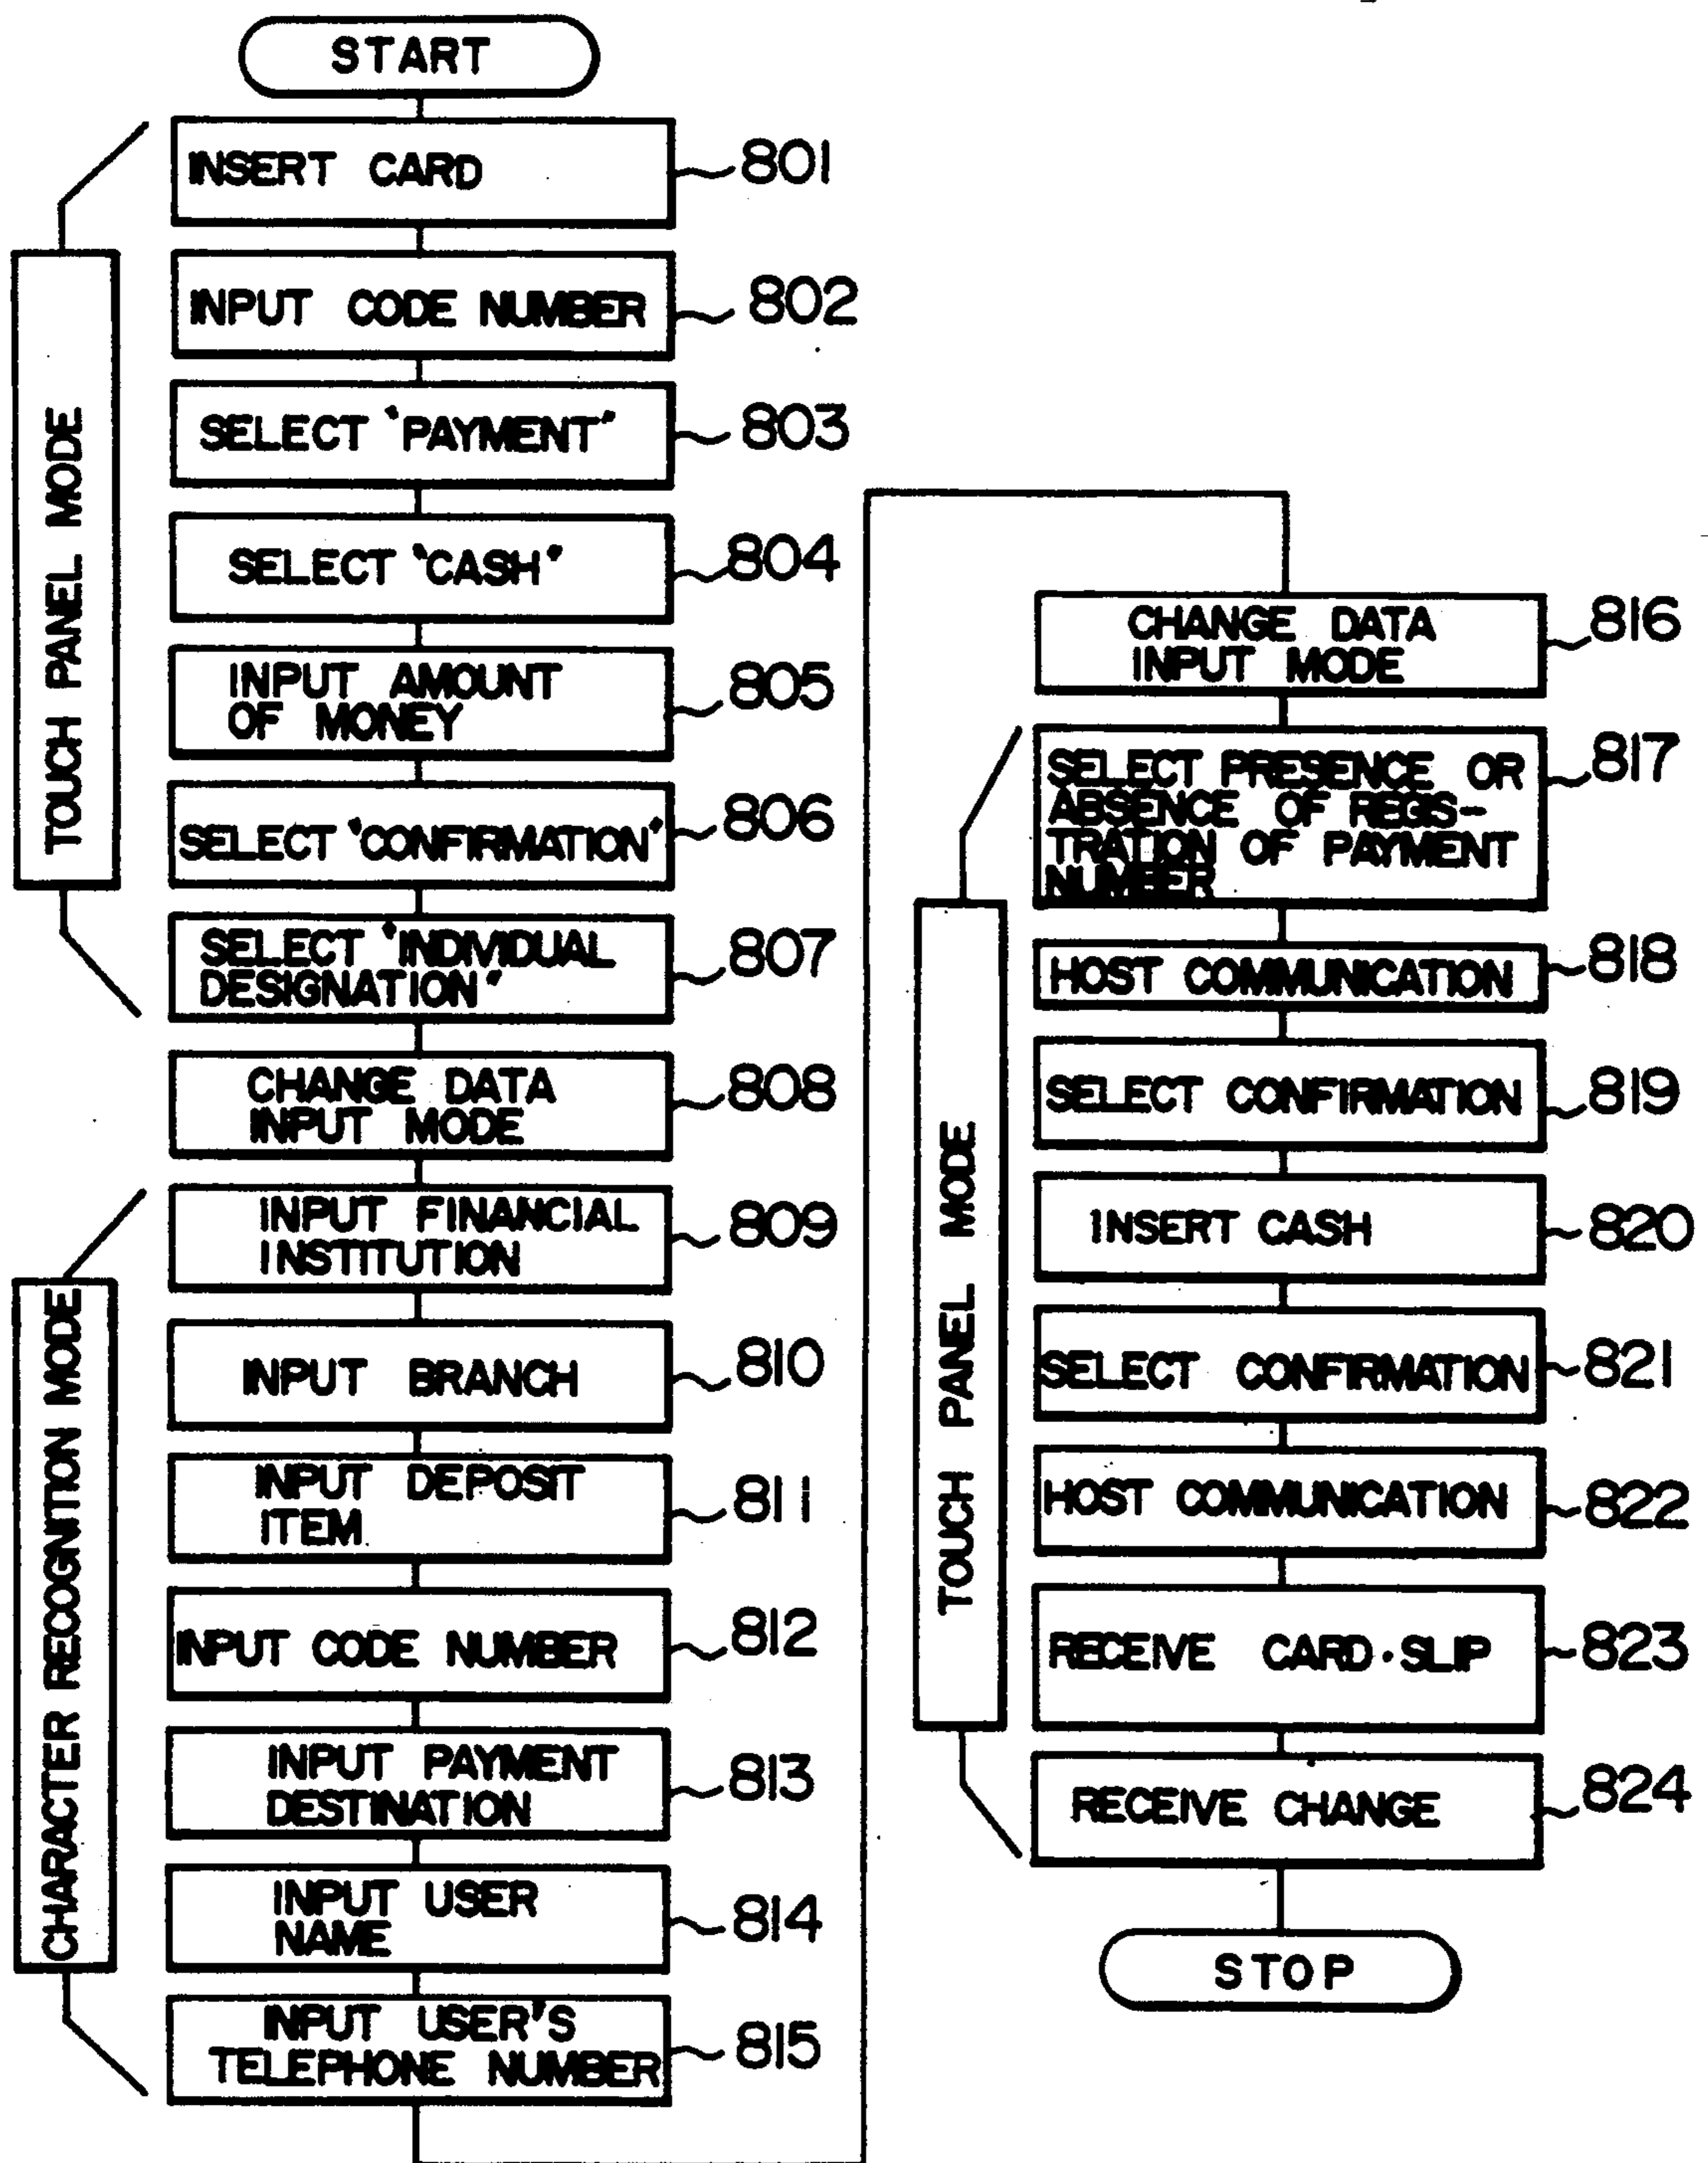 START
INSERT CARD
801
INPUT CODE NUMBER
802
SELECT "PAYMENT"
803
SELECT "CASH"
804
INPUT AMOUNT
OF MONEY
805
SELECT "CONFIRMATION"
806
SELECT "INDIVIDUAL
DESIGNATION"
807
TOUCH PANEL MODE
CHANGE DATA
INPUT MODE
808
INPUT FINANCIAL
INSTITUTION
809
INPUT BRANCH
810
INPUT DEPOSIT
ITEM
811
INPUT CODE NUMBER
812
INPUT PAYMENT
DESTINATION
813
INPUT USER
NAME
814
INPUT USER'S
TELEPHONE NUMBER
815
CHARACTER RECOGNITION MODE
CHANGE DATA
INPUT MODE
816
SELECT PRESENCE OR
ABSENCE OF REGIS-
TRATION OF PAYMENT
NUMBER
817
HOST COMMUNICATION
818
SELECT CONFIRMATION
819
INSERT CASH
820
SELECT CONFIRMATION
821
HOST COMMUNICATION
822
RECEIVE CARD·SLIP
823
RECEIVE CHANGE
824
TOUCH PANEL MODE
STOP